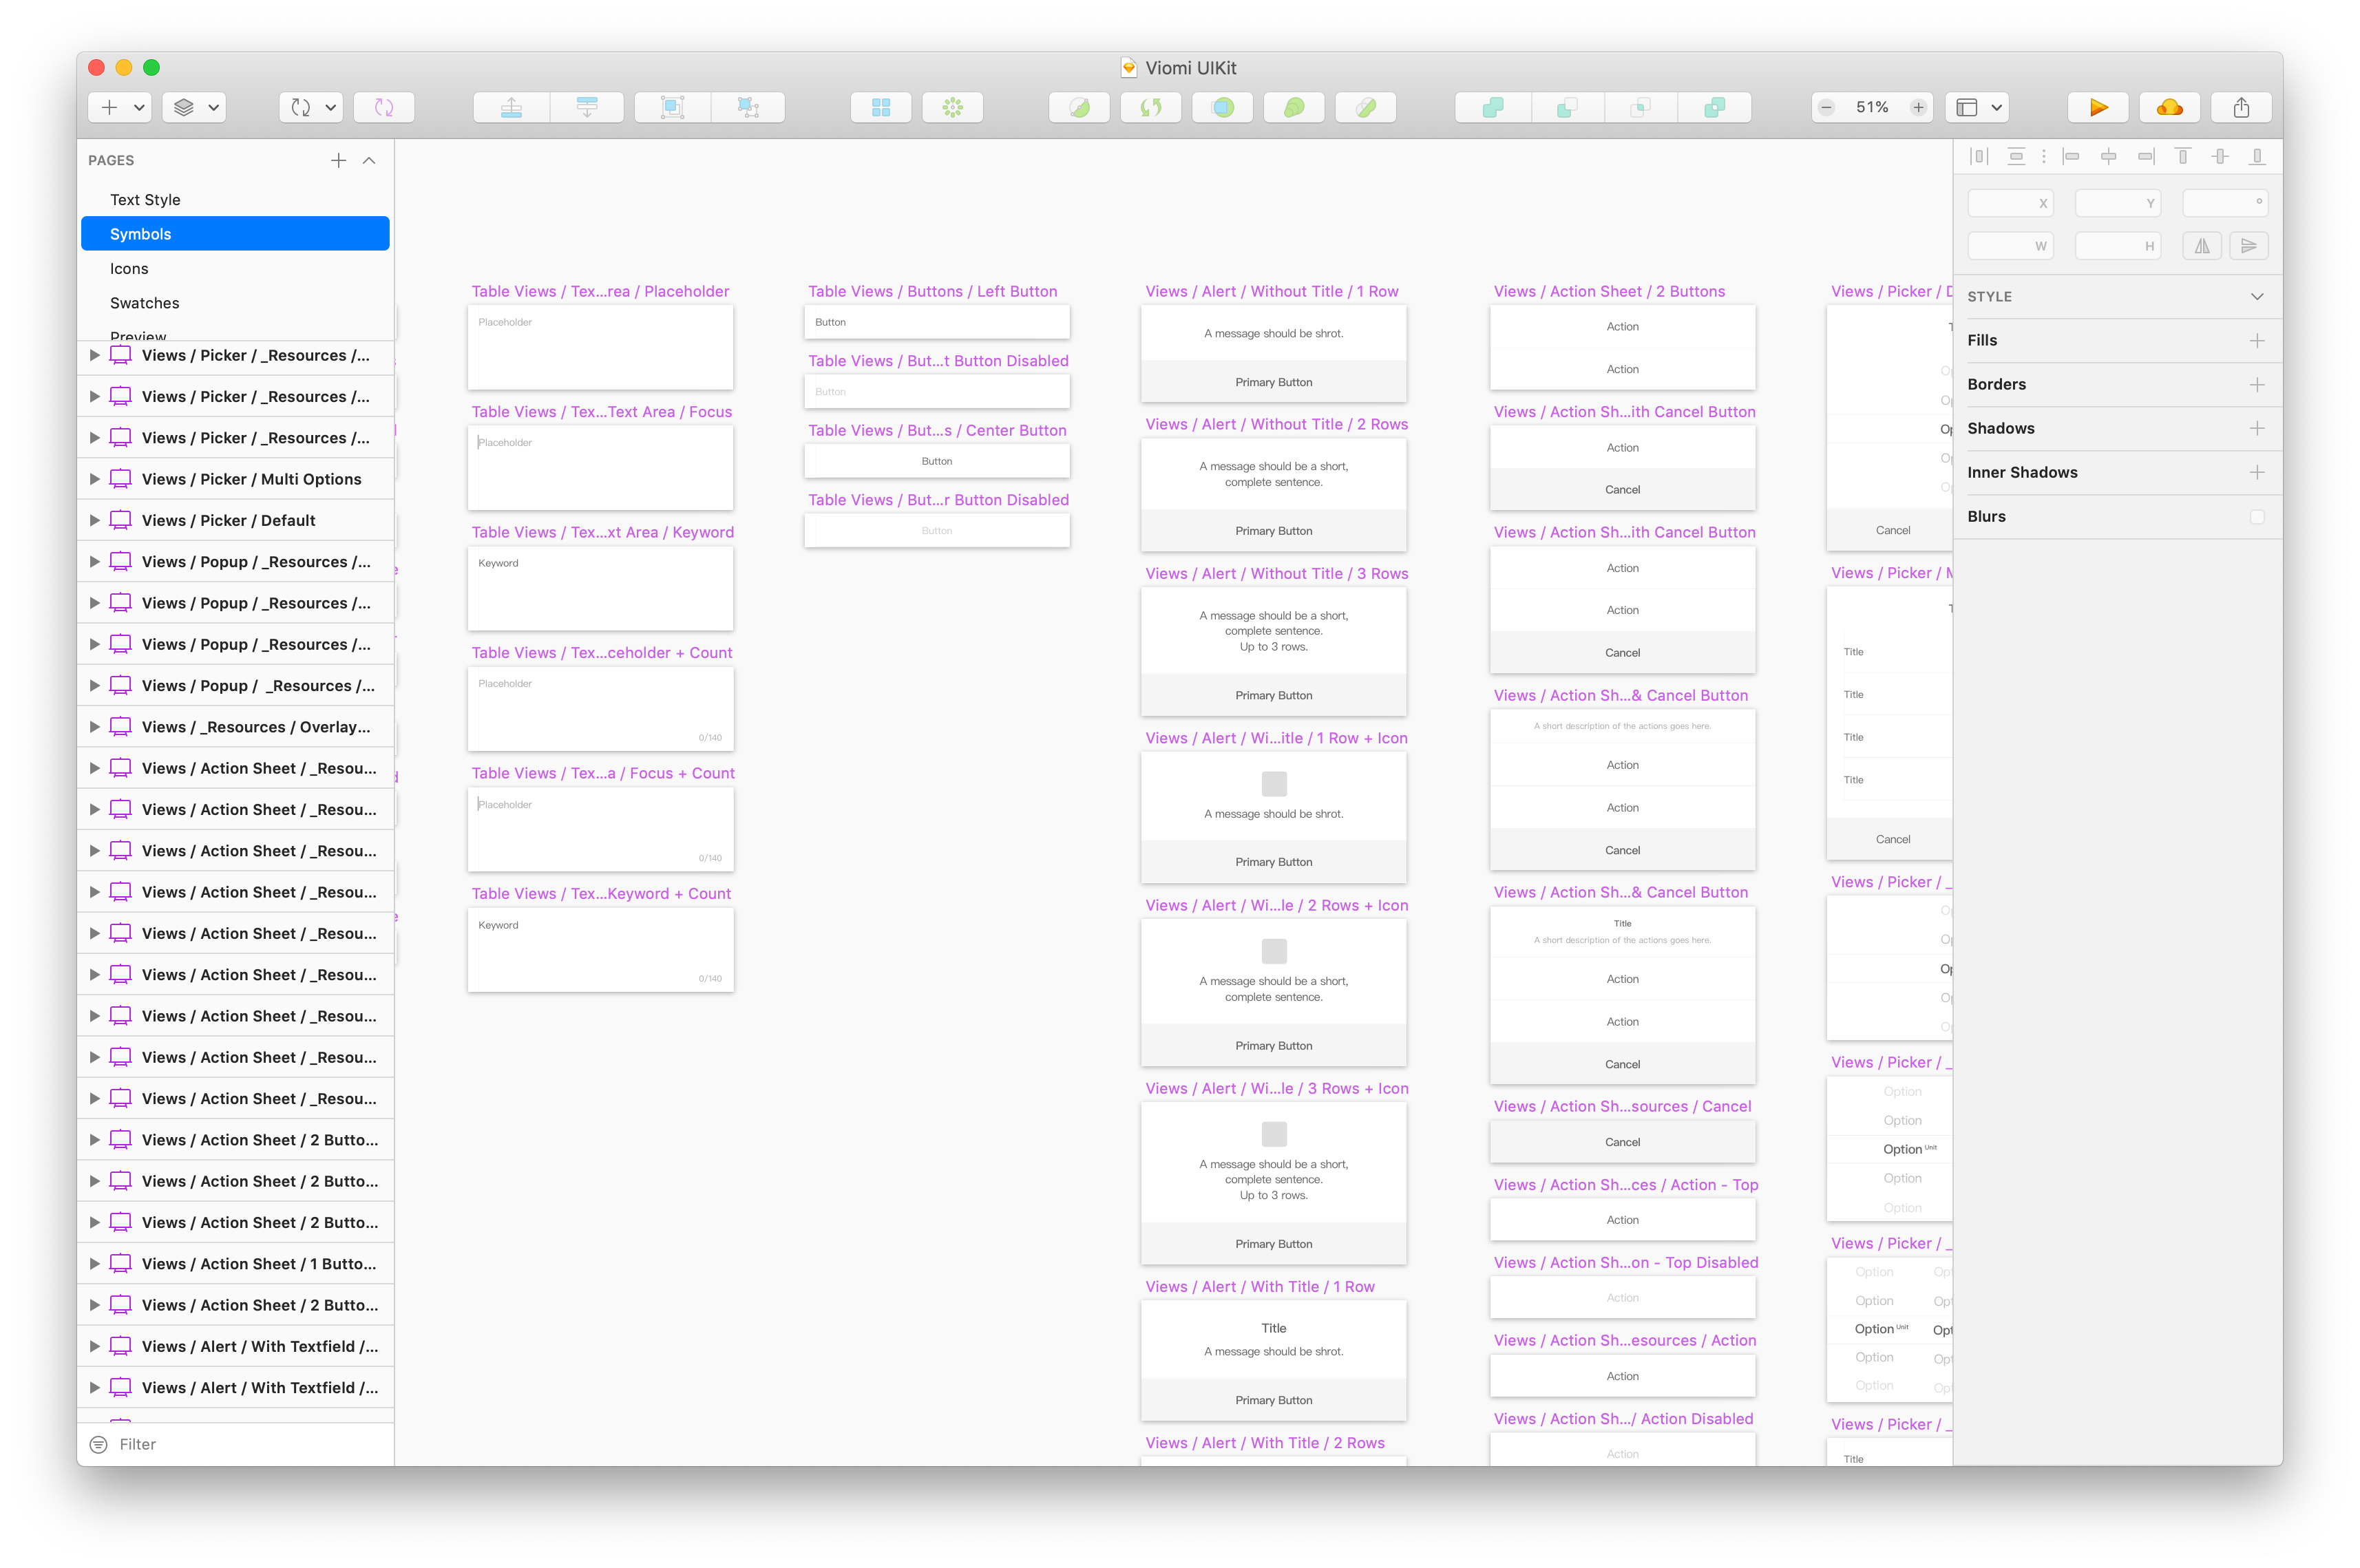 Viomi UIKit
51%
PAGES
Text Style
Symbols
Icons
Swatches
Preview
Views / Picker / _Resources /...
Views / Picker / _Resources /...
Views / Picker / _Resources /...
Views / Picker / Multi Options
Views / Picker / Default
Views / Popup / _Resources /...
Views / Popup / _Resources /...
Views / Popup / _Resources /...
Views / Popup / _Resources /...
Views / _Resources / Overlay...
Views / Action Sheet / _Resou...
Views / Action Sheet / _Resou...
Views / Action Sheet / _Resou...
Views / Action Sheet / _Resou...
Views / Action Sheet / _Resou...
Views / Action Sheet / _Resou...
Views / Action Sheet / _Resou...
Views / Action Sheet / _Resou...
Views / Action Sheet / _Resou...
Views / Action Sheet / 2 Butto...
Views / Action Sheet / 2 Butto...
Views / Action Sheet / 2 Butto...
Views / Action Sheet / 1 Butto...
Views / Action Sheet / 2 Butto...
Views / Alert / With Textfield /...
Views / Alert / With Textfield /...
Filter
Table Views / Tex...rea / Placeholder
Placeholder
Table Views / Tex...Text Area / Focus
Placeholder
Table Views / Tex...xt Area / Keyword
Keyword
Table Views / Tex...ceholder + Count
Placeholder
0/140
Table Views / Tex...a / Focus + Count
Placeholder
0/140
Table Views / Tex...Keyword + Count
Keyword
0/140
Table Views / Buttons / Left Button
Button
Table Views / But...t Button Disabled
Button
Table Views / But...s / Center Button
Button
Table Views / But...r Button Disabled
Button
Views / Alert / Without Title / 1 Row
A message should be shrot.
Primary Button
Views / Alert / Without Title / 2 Rows
A message should be a short,
complete sentence.
Primary Button
Views / Alert / Without Title / 3 Rows
A message should be a short,
complete sentence.
Up to 3 rows.
Primary Button
Views / Alert / Wi...itle / 1 Row + Icon
A message should be shrot.
Primary Button
Views / Alert / Wi...le / 2 Rows + Icon
A message should be a short,
complete sentence.
Primary Button
Views / Alert / Wi...le / 3 Rows + Icon
A message should be a short,
complete sentence.
Up to 3 rows.
Primary Button
Views / Alert / With Title / 1 Row
Title
A message should be shrot.
Primary Button
Views / Alert / With Title / 2 Rows
Views / Action Sheet / 2 Buttons
Action
Action
Views / Action Sh...ith Cancel Button
Action
Cancel
Views / Action Sh...ith Cancel Button
Action
Action
Cancel
Views / Action Sh...& Cancel Button
A short description of the actions goes here.
Action
Action
Cancel
Views / Action Sh...& Cancel Button
Title
A short description of the actions goes here.
Action
Action
Cancel
Views / Action Sh...sources / Cancel
Cancel
Views / Action Sh...ces / Action - Top
Action
Views / Action Sh...on - Top Disabled
Action
Views / Action Sh...esources / Action
Action
Views / Action Sh.../ Action Disabled
Action
Views / Picker /
Cancel
Views / Picker /
Title
Title
Title
Title
Cancel
Views / Picker / _
Views / Picker / _
Option
Option
Option Unit
Option
Option
Views / Picker / _
Option
Option
Option Unit
Option
Option
Views / Picker / _
Title
X
Y
°
W
H
STYLE
Fills
Borders
Shadows
Inner Shadows
Blurs